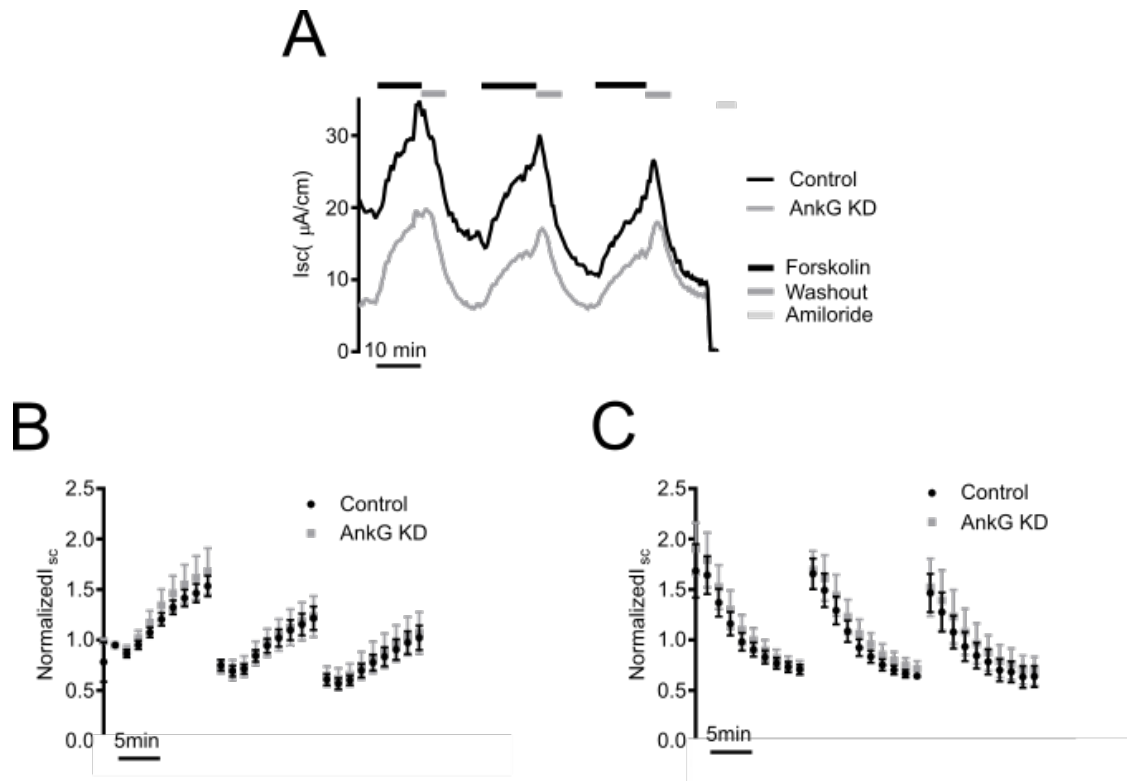 A
30
20
10
0
Isc( µA/cm)
10 min
Control
AnkG KD
Forskolin
Washout
Amiloride
B
2.5
2.0
1.5
1.0
0.5
0.0
NormalizedI sc
Control
AnkG KD
5min
C
2.5
2.0
1.5
1.0
0.5
0.0
NormalizedI sc
Control
AnkG KD
5min